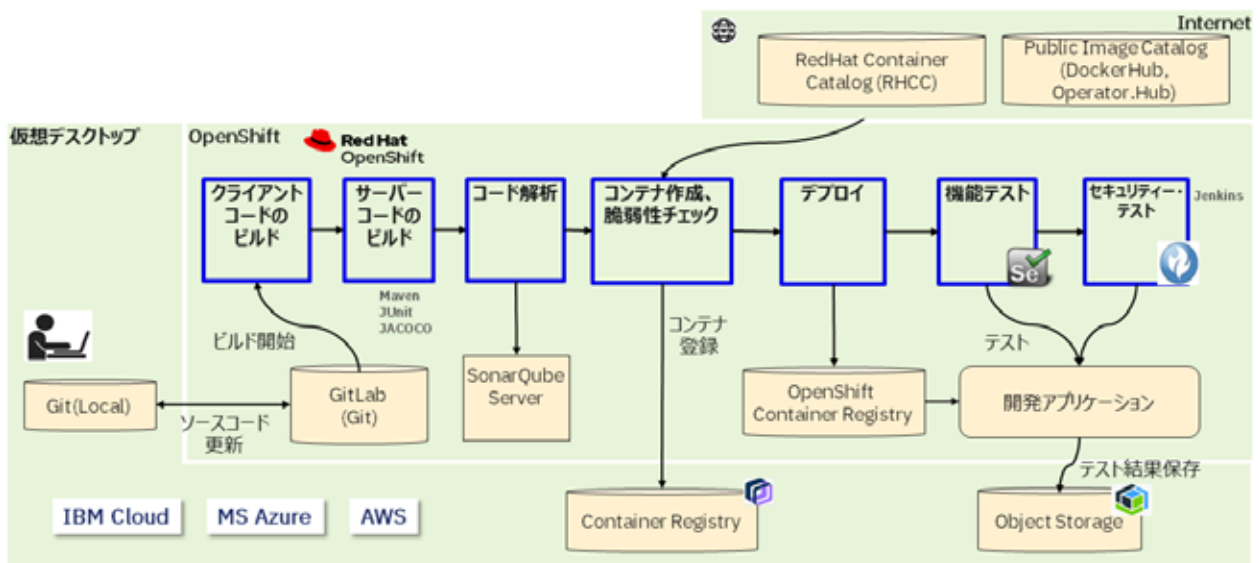 Internet
RedHat Container
Catalog (RHCC)
Public Image Catalog
(DockerHub,
Operator.Hub)
仮想デスクトップ
OpenShift
Red Hat
OpenShift
クライアント
コードの
ビルド
サーバー
コードの
ビルド
コード解析
コンテナ作成、
脆弱性チェック
デプロイ
機能テスト
セキュリティー・
テスト
Jenkins
Se
Maven
JUnit
JACOCO
ビルド開始
コンテナ
登録
テスト
Git(Local)
ソースコード
更新
GitLab
(Git)
SonarQube
Server
OpenShift
Container Registry
開発アプリケーション
テスト結果保存
IBM Cloud
MS Azure
AWS
Container Registry
Object Storage